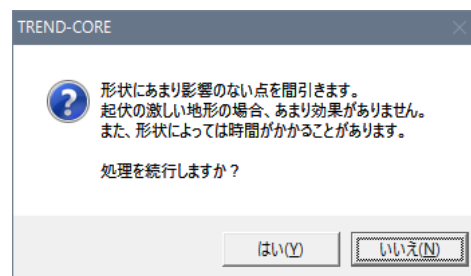 TREND-CORE
形状にあまり影響のない点を間引きます。
起伏の激しい地形の場合、あまり効果がありません。
また、形状によっては時間がかかることがあります。
処理を続行しますか？
はい(Y)
いいえ(N)